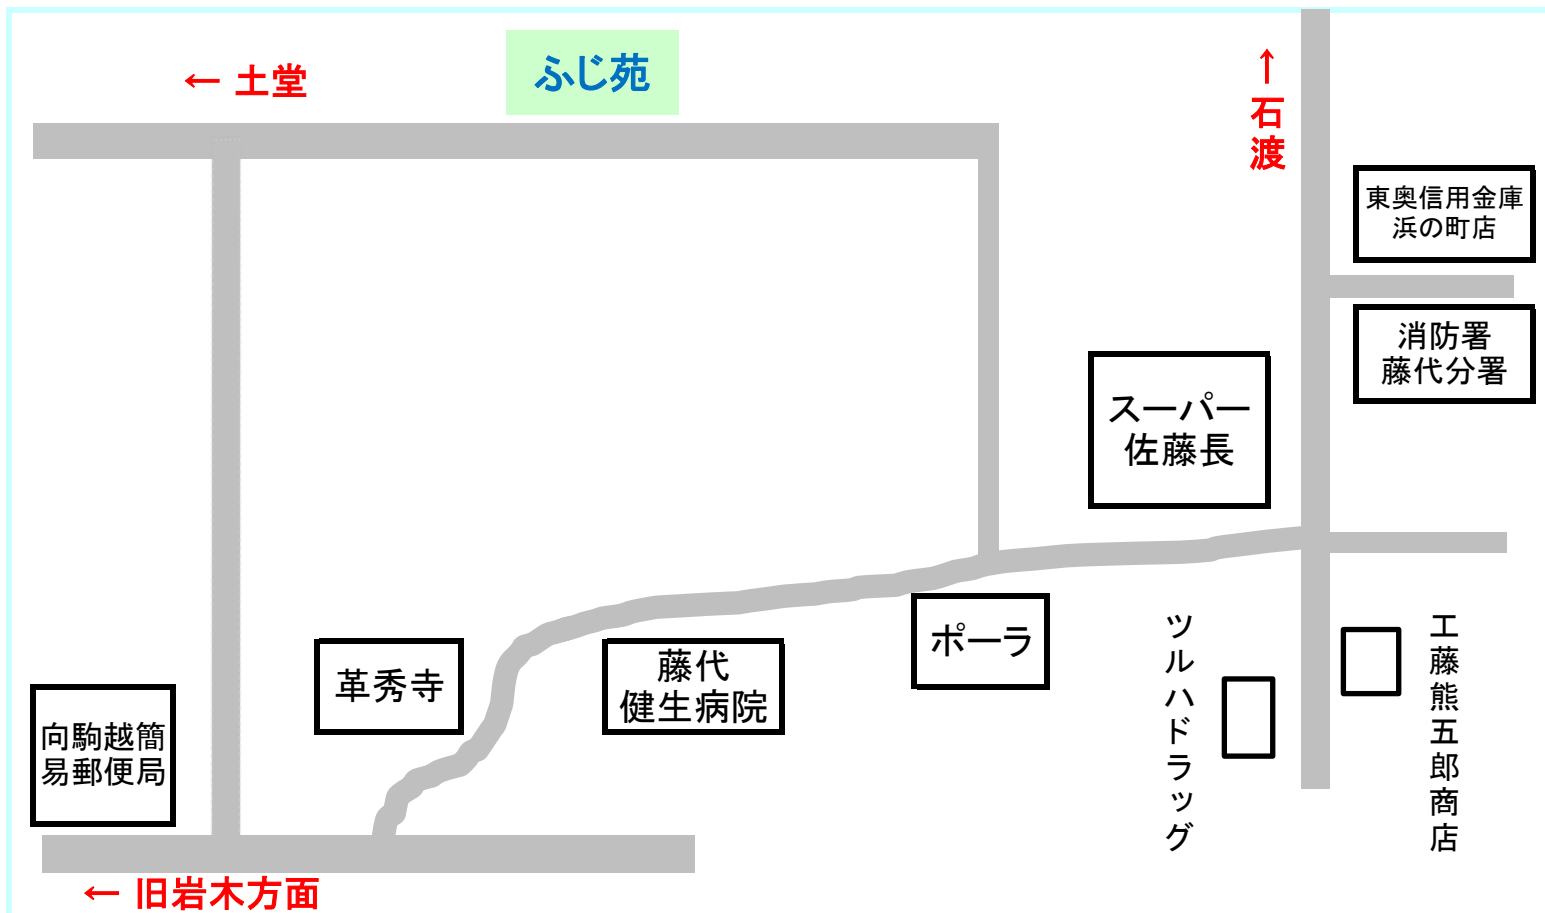 ← 土堂
ふじ苑
↑
石渡
東奥信用金庫
浜の町店
消防署
藤代分署
スーパー
佐藤長
ポーラ
藤代
健生病院
革秀寺
向駒越簡
易郵便局
ツルハドラッグ
工藤熊五郎商店
← 旧岩木方面